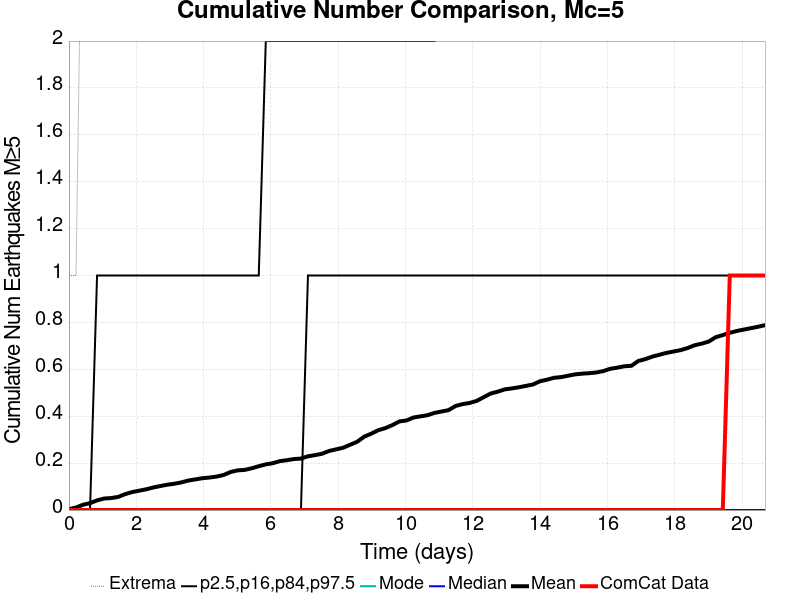 Cumulative Number Comparison, Mc=5
Cumulative Num Earthquakes M≥5
2
1.8
1.6
1.4
1.2
1
0.8
0.6
0.4
0.2
0
0 2 4 6 8 10 12 14 16 18 20
Time (days)
Extrema p2.5,p16,p84,p97.5 Mode Median Mean ComCat Data